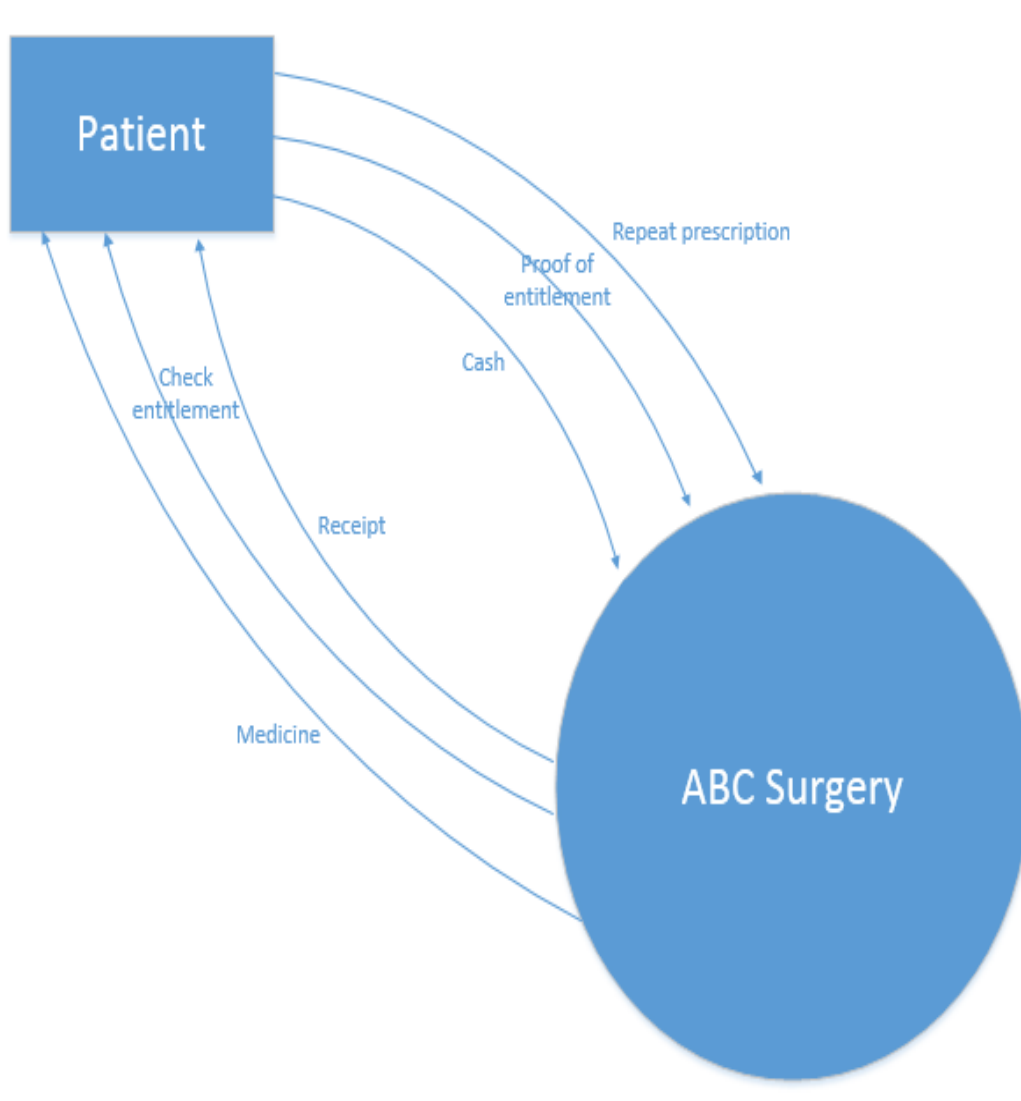 Patient
Repeat prescription
Proof of
entitlement
Cash
Check
entitlement
Receipt
Medicine
ABC Surgery